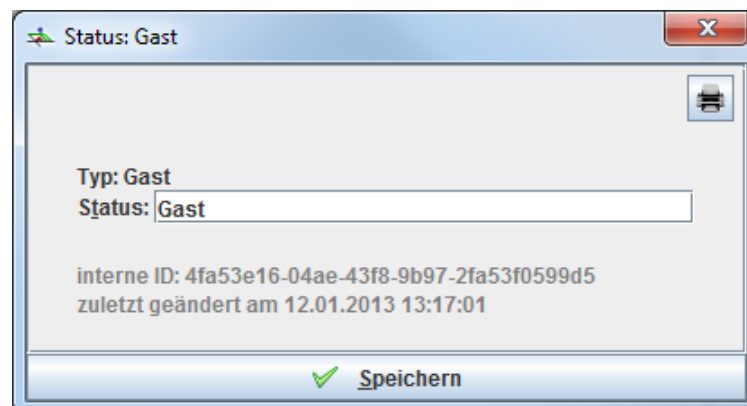 Status: Gast
Typ: Gast
Status: Gast
interne ID: 4fa53e16-04ae-43f8-9b97-2fa53f0599d5
zuletzt geändert am 12.01.2013 13:17:01
Speichern